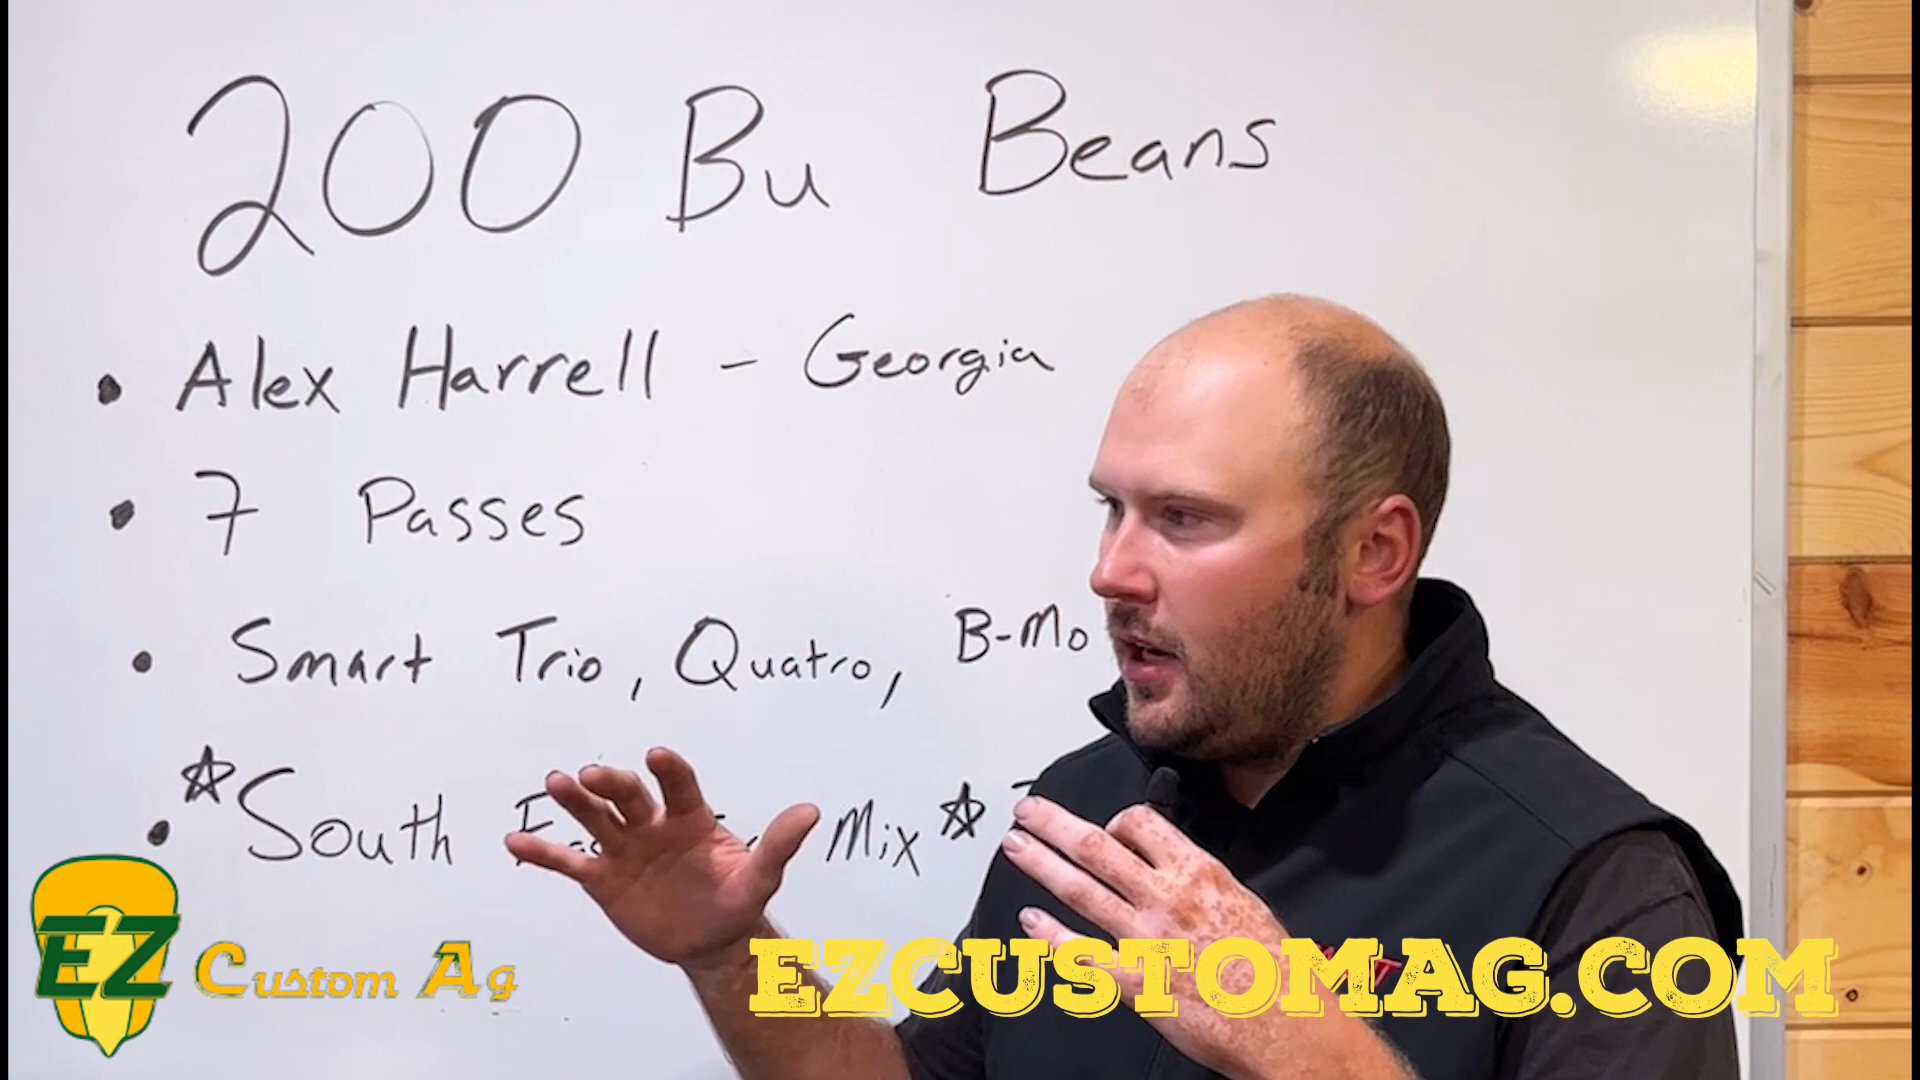 200 Bu Beans
• Alex Harrell - Georgia
• 7 Passes
• Smart Trio, Quatro, B-Mo
• ☆South Mix☆
EZ Custom Ag
EZCUSTOMAG.COM